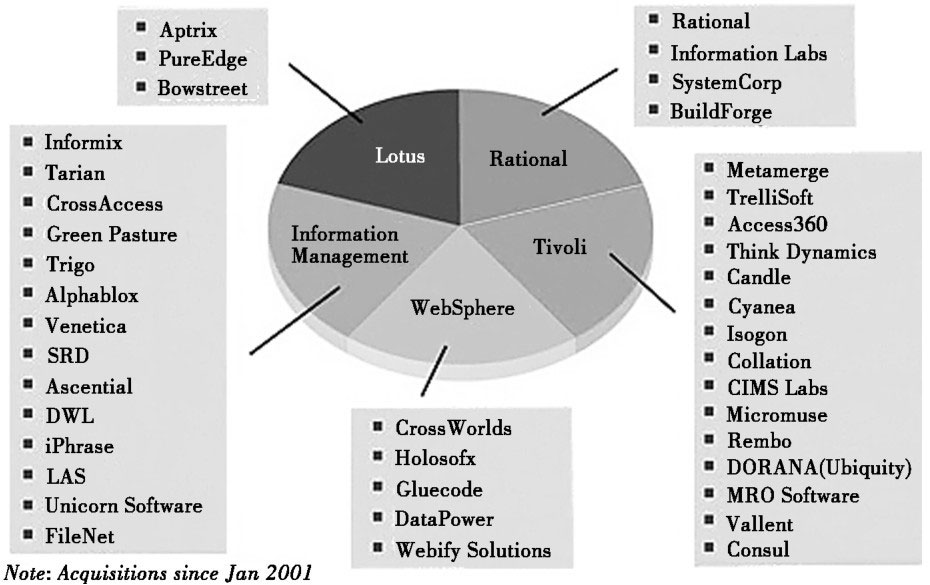 Aptrix
PureEdge
Bowstreet
Rational
Information Labs
SystemCorp
BuildForge
Lotus
Rational
Information
Management
Tivoli
WebSphere
Informix
Tarian
CrossAccess
Green Pasture
Trigo
Alphablox
Venetica
SRD
Ascential
DWL
iPhrase
LAS
Unicorn Software
FileNet
CrossWorlds
Holosofx
Gluecode
DataPower
Webify Solutions
Metamerge
TrelliSoft
Access360
Think Dynamics
Candle
Cyanea
Isogon
Collation
CIMS Labs
Micromuse
Rembo
DORANA(Ubiquity)
MRO Software
Vallent
Consul
Note: Acquisitions since Jan 2001